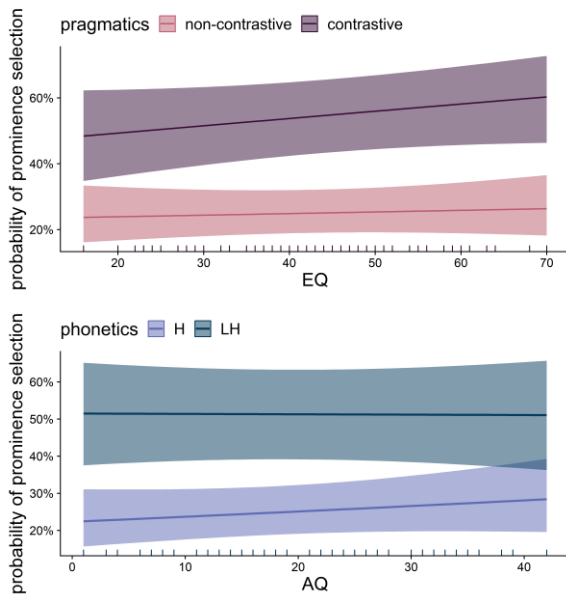 pragmatics non-contrastive contrastive
probability of prominence selection
60%
40%
20%
20 30 40 50 60 70
EQ
phonetics H LH
probability of prominence selection
60%
50%
40%
30%
20%
0 10 20 30 40
AQ